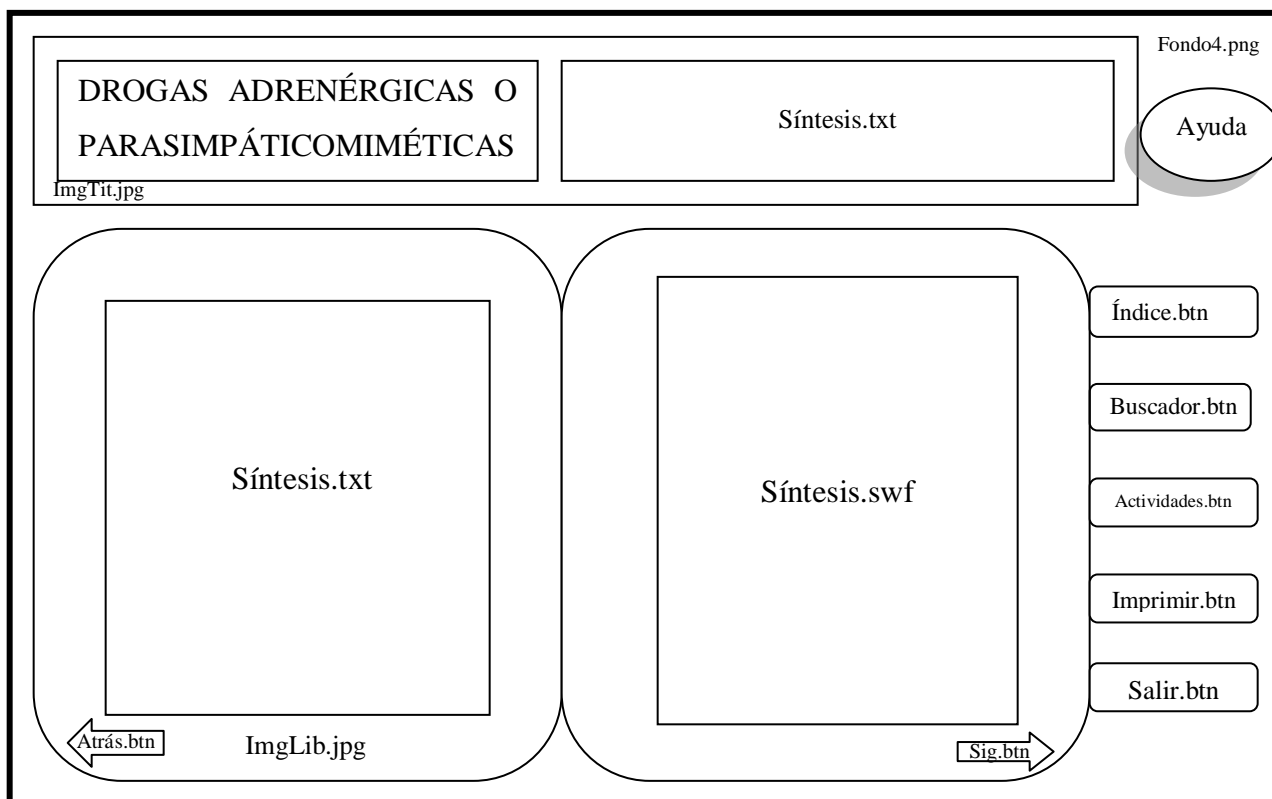 Fondo4.png
DROGAS ADRENÉRGICAS O
PARASIMPÁTICOMIMÉTICAS
Síntesis.txt
Ayuda
ImgTit.jpg
Índice.btn
Buscador.btn
Síntesis.txt
Síntesis.swf
Actividades.btn
Imprimir.btn
Salir.btn
Atrás.btn
ImgLib.jpg
Sig.btn